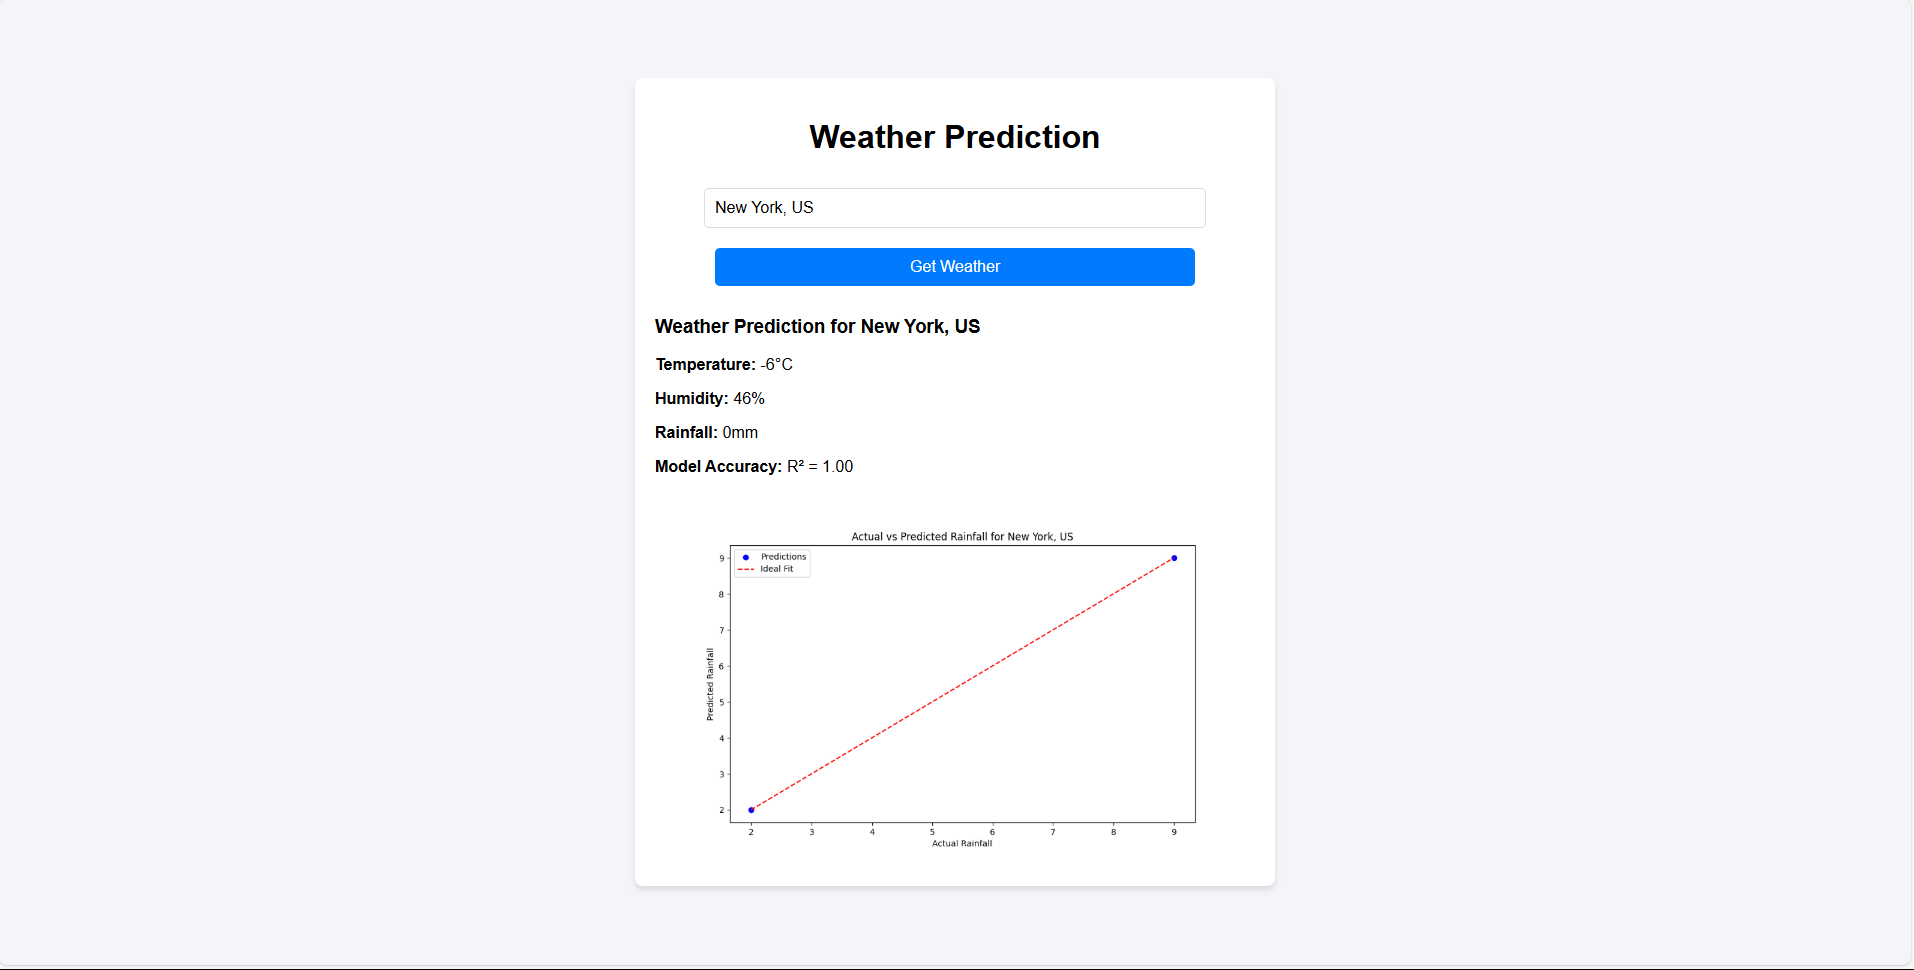 Weather Prediction
New York, US
Get Weather
Weather Prediction for New York, US
Temperature: -6°C
Humidity: 46%
Rainfall: 0mm
Model Accuracy: R² = 1.00
Actual vs Predicted Rainfall for New York, US
Predictions
Ideal Fit
9
8
7
6
5
4
3
2
Predicted Rainfall
2 3 4 5 6 7 8 9
Actual Rainfall